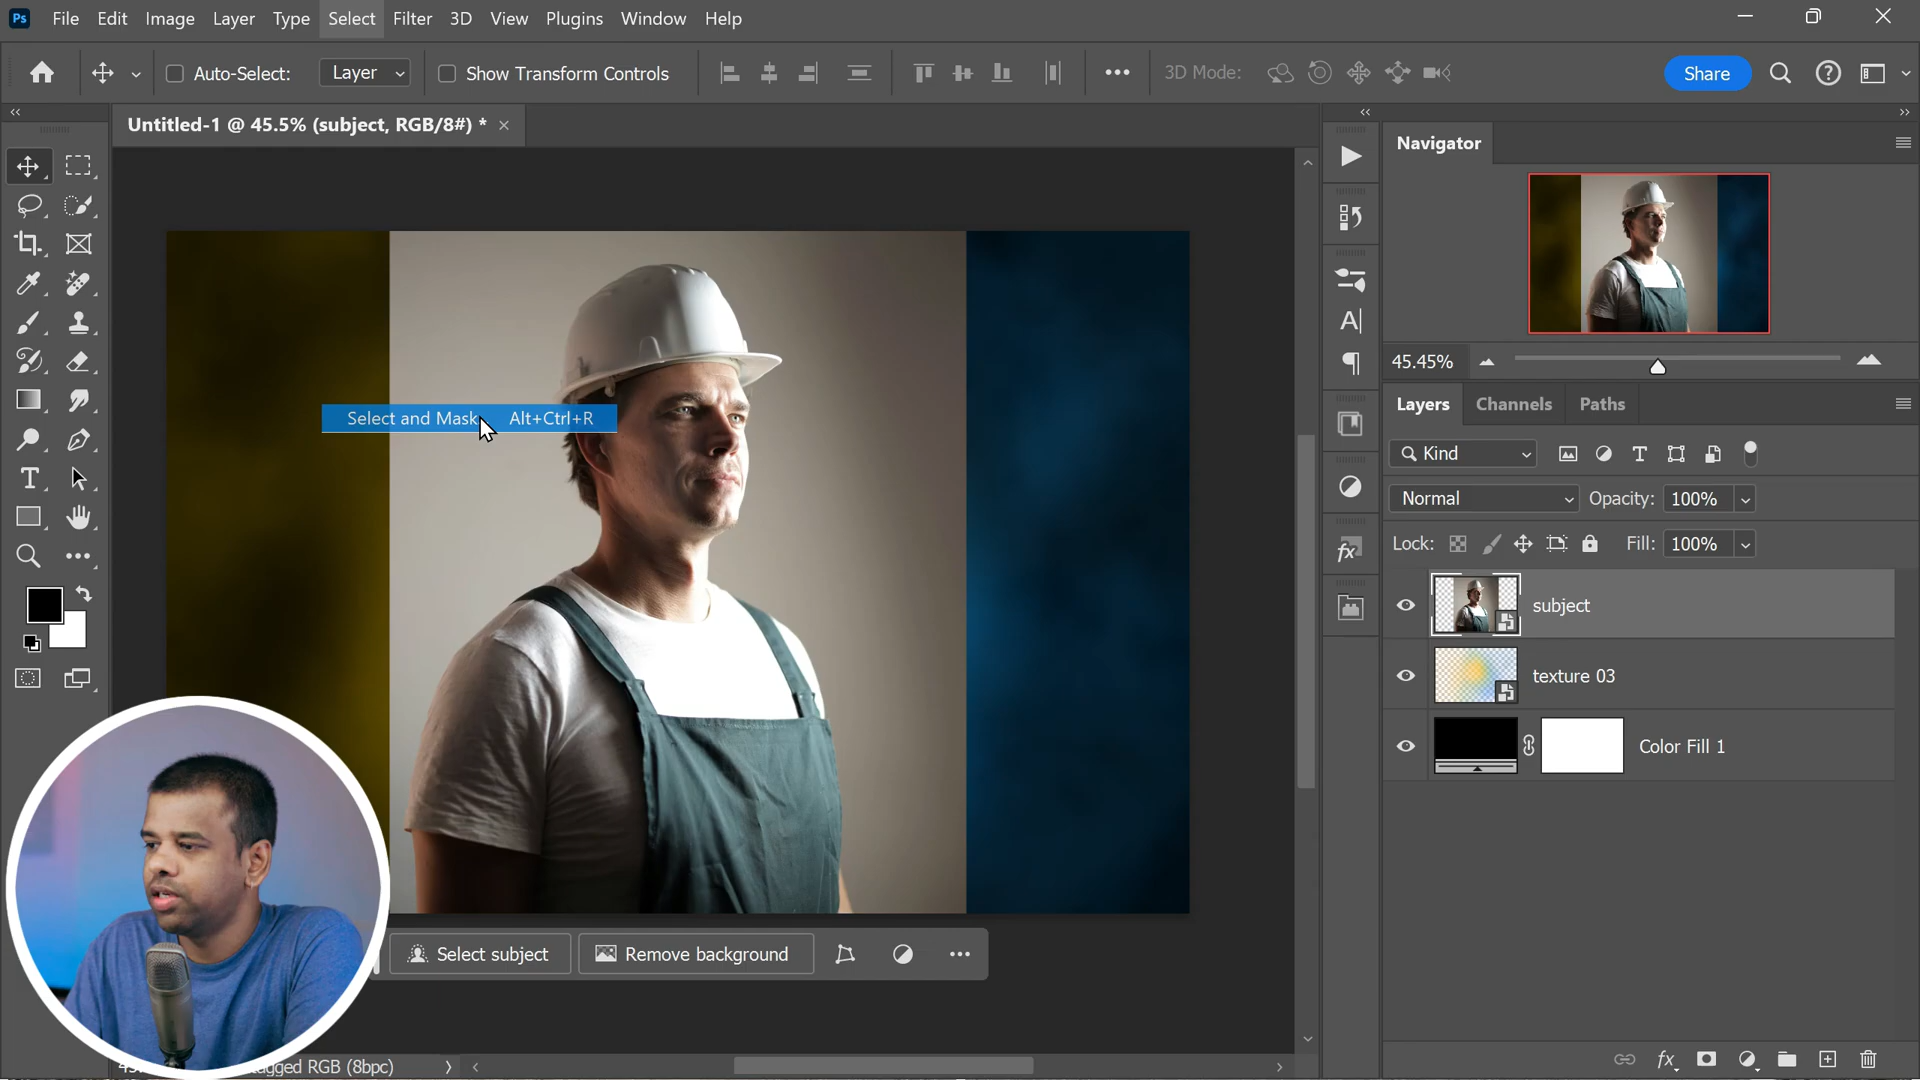 Ps File Edit Image Layer Type Select Filter 3D View Plugins Window Help
Auto-Select: Layer Show Transform Controls 3D Mode: Share
Untitled-1 @ 45.5% (subject, RGB/8#) *
Navigator
45.45%
Select and Mask Alt+Ctrl+R
Layers Channels Paths
Kind
Normal Opacity: 100%
Lock: Fill: 100%
subject
texture 03
Color Fill 1
Select subject Remove background
RGB (8bpc)
fx